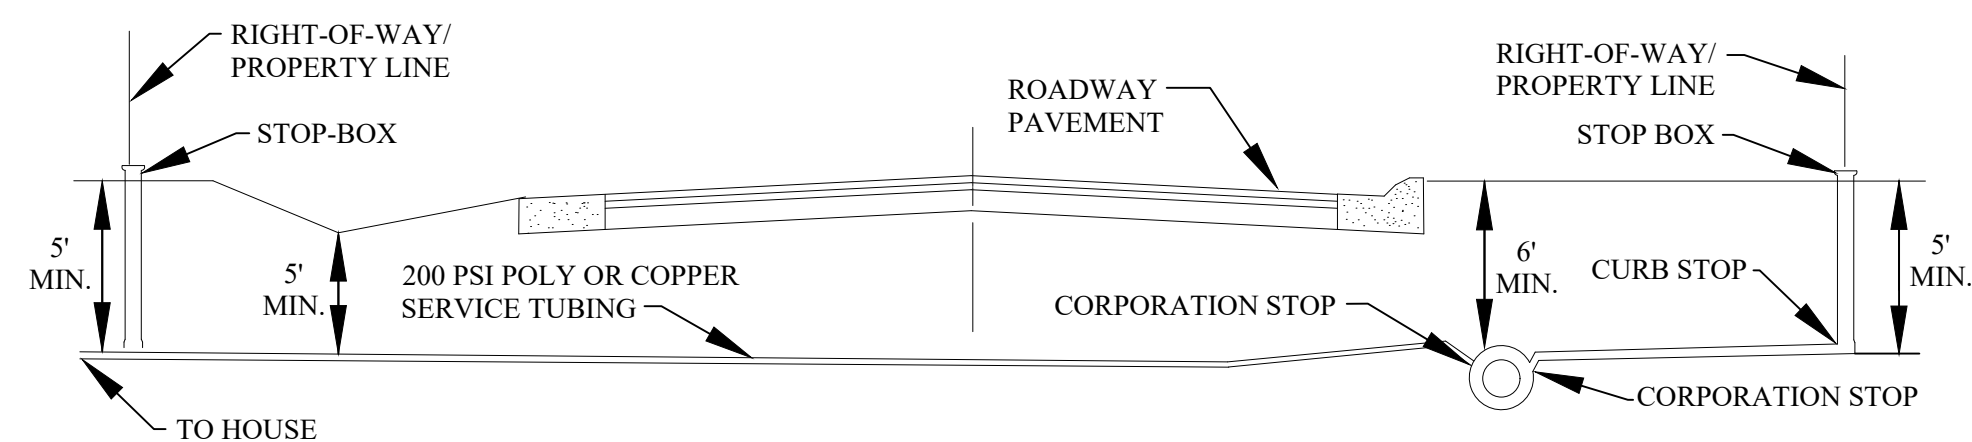 RIGHT-OF-WAY/
PROPERTY LINE
STOP-BOX
5'
MIN.
5'
MIN.
200 PSI POLY OR COPPER
SERVICE TUBING
TO HOUSE
ROADWAY
PAVEMENT
CORPORATION STOP
RIGHT-OF-WAY/
PROPERTY LINE
STOP BOX
6'
MIN.
CURB STOP
5'
MIN.
CORPORATION STOP